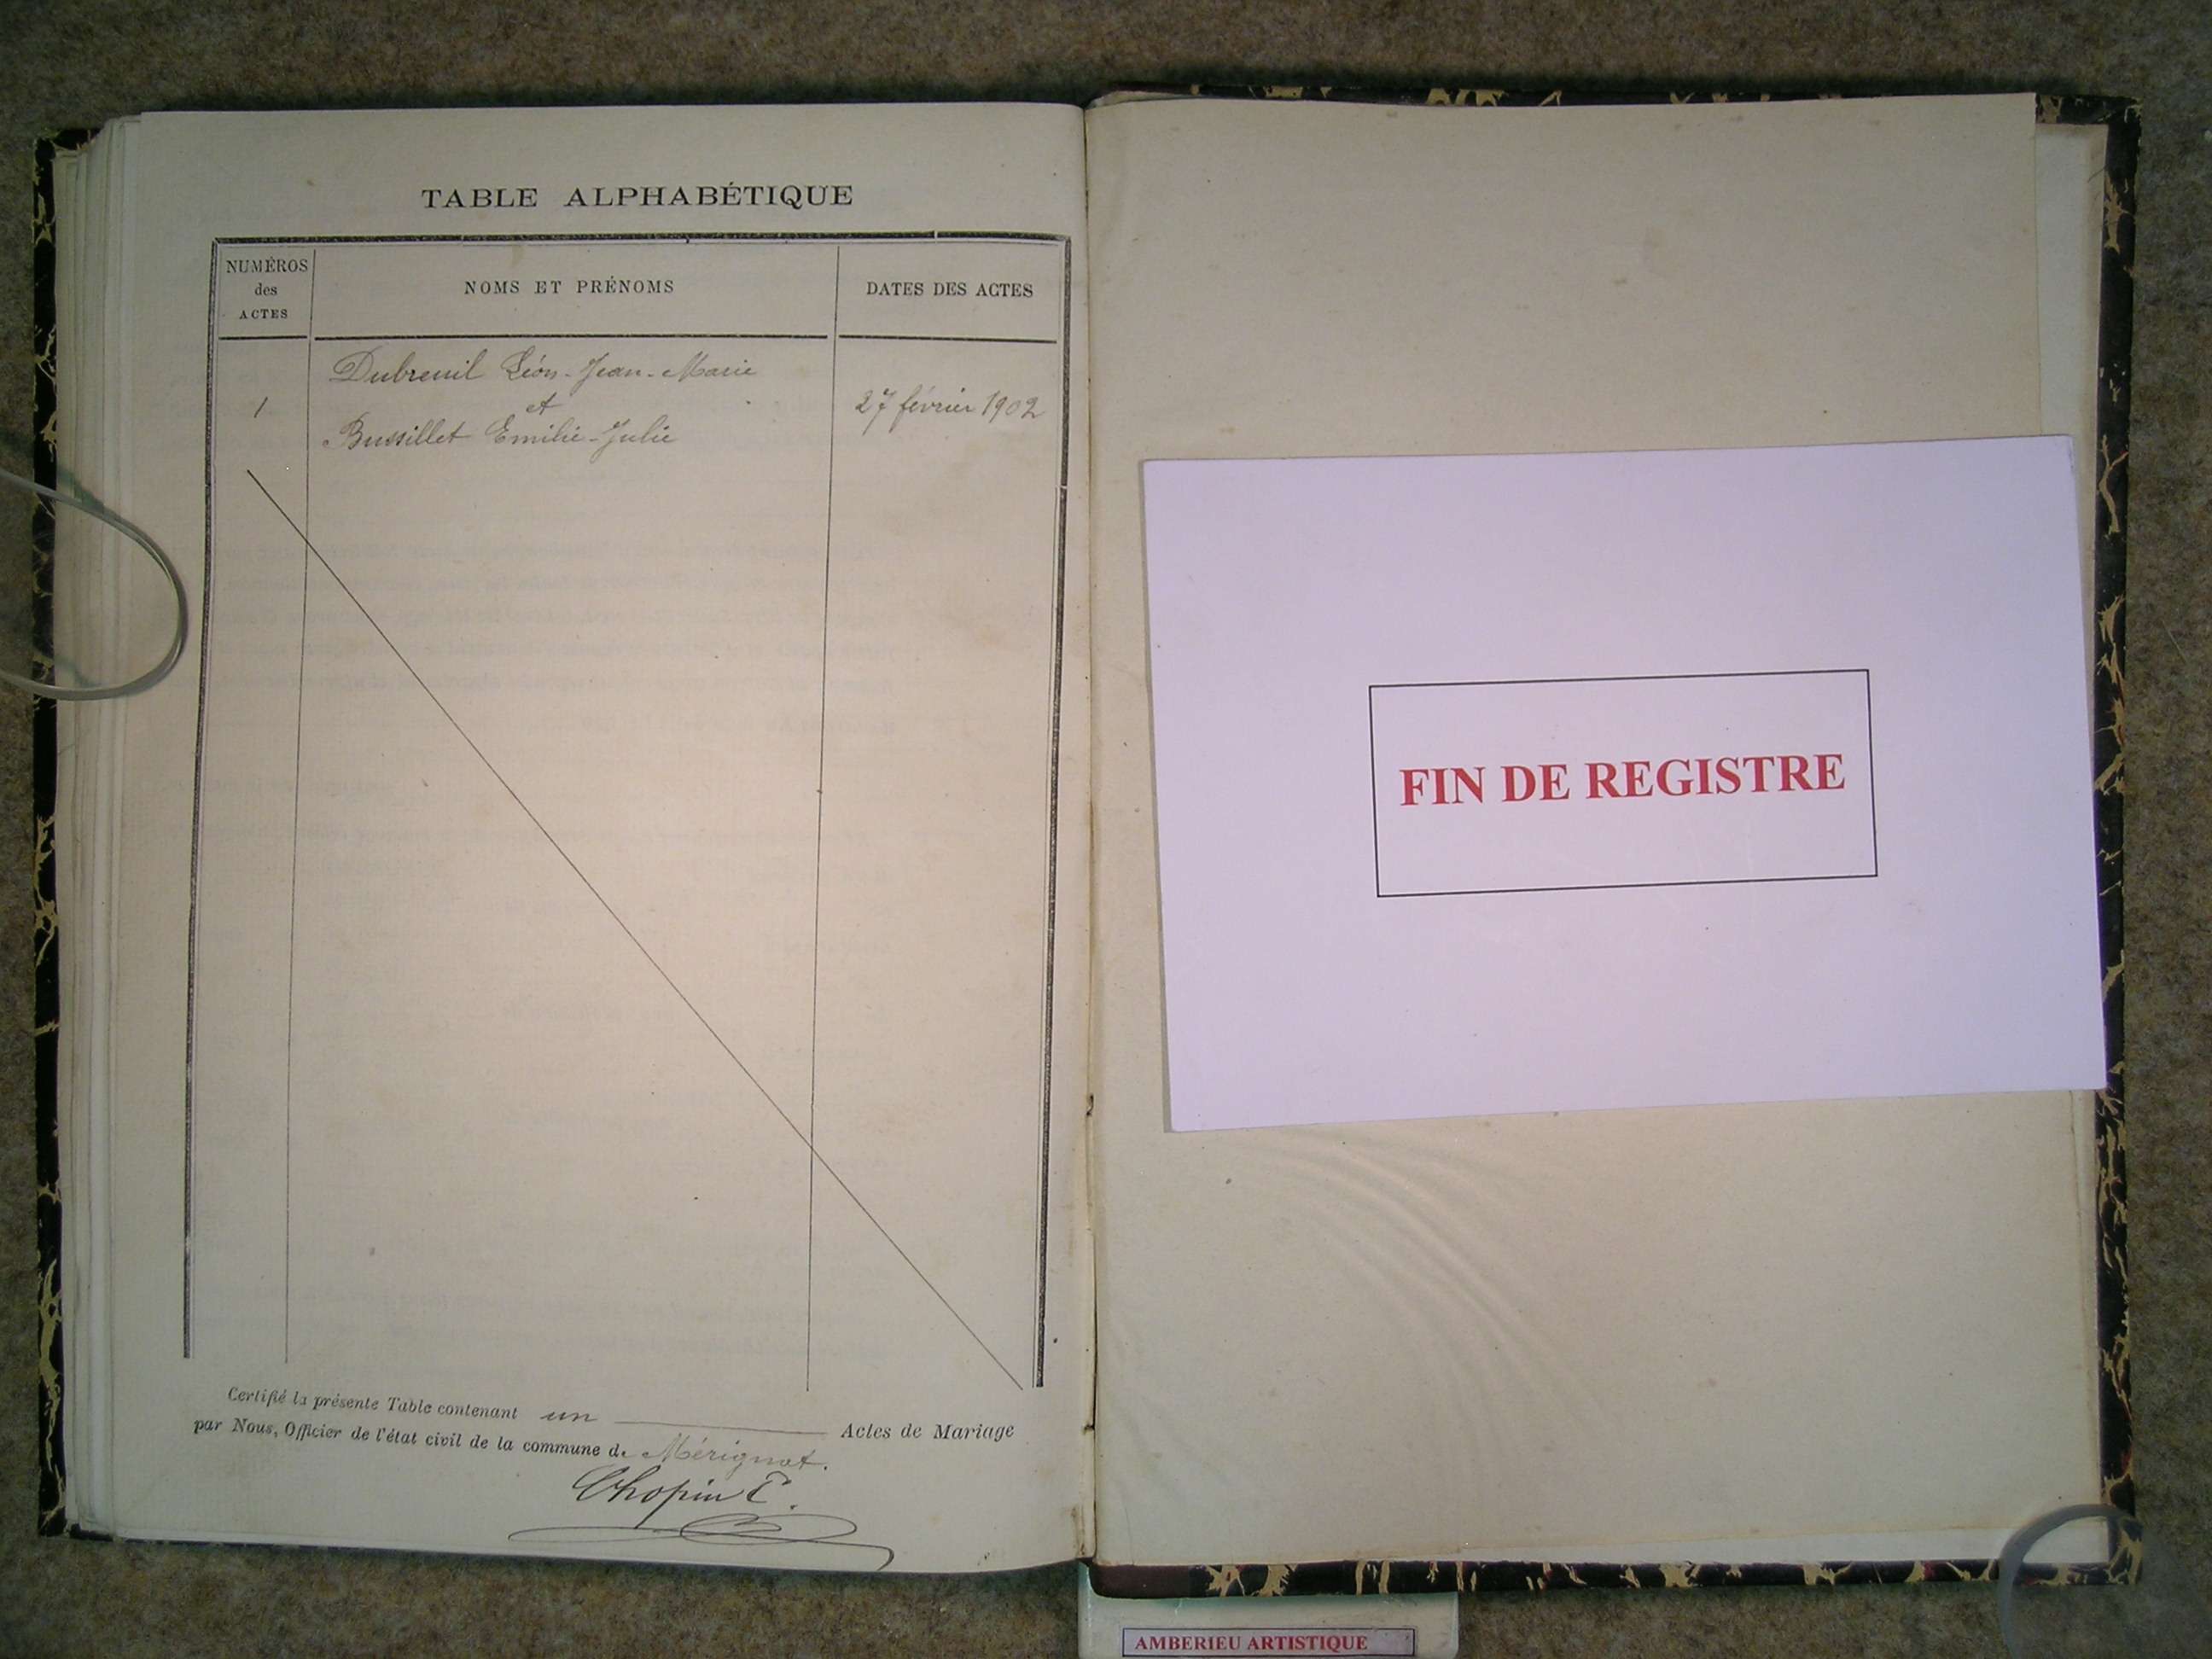 TABLE ALPHABÉTIQUE
NUMÉROS
des
ACTES
NOMS ET PRÉNOMS
DATES DES ACTES
Dubreuil Léon-Jean-Marie
1 et 27 février 1902
Bussillet Emilie-Julie
Certifié la présente Table contenant un Actes de Mariage
par Nous, Officier de l'état civil de la commune de Mérignat.
Chopin C.
FIN DE REGISTRE
AMBERIEU ARTISTIQUE